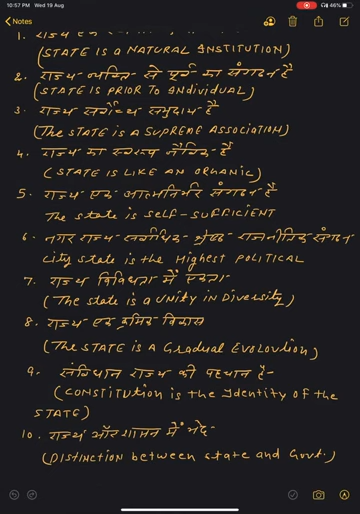 10:57 PM Wed 19 Aug
46%
Notes
1. राज्य एक
(STATE IS A NATURAL INSTITUTION)
2. राज्य व्यक्ति से पूर्व का संगठन है
(STATE IS PRIOR TO INDIVIDUAL)
3. राज्य सर्वोच्च समुदाय है
(The STATE IS A SUPREME ASSOCIATION)
4. राज्य का स्वरूप जैविक है
(STATE IS LIKE AN ORGANIC)
5. राज्य एक आत्मनिर्भर संगठन है
The state is SELF-SUFFICIENT
6. नगर राज्य सर्वाधिक श्रेष्ठ राजनीतिक संगठन
City state is the Highest POLITICAL
7. राज्य विविधता में एकता
(The state is a Unity in Diversity)
8. राज्य एक क्रमिक विकास
(The STATE IS a Gradual EVOLOVtion)
9. संविधान राज्य की पहचान है-
(CONSTITUTION is the Identity of the
STATE)
10. राज्य और शासन में भेद
(DISTINCTION between state and Govt.)